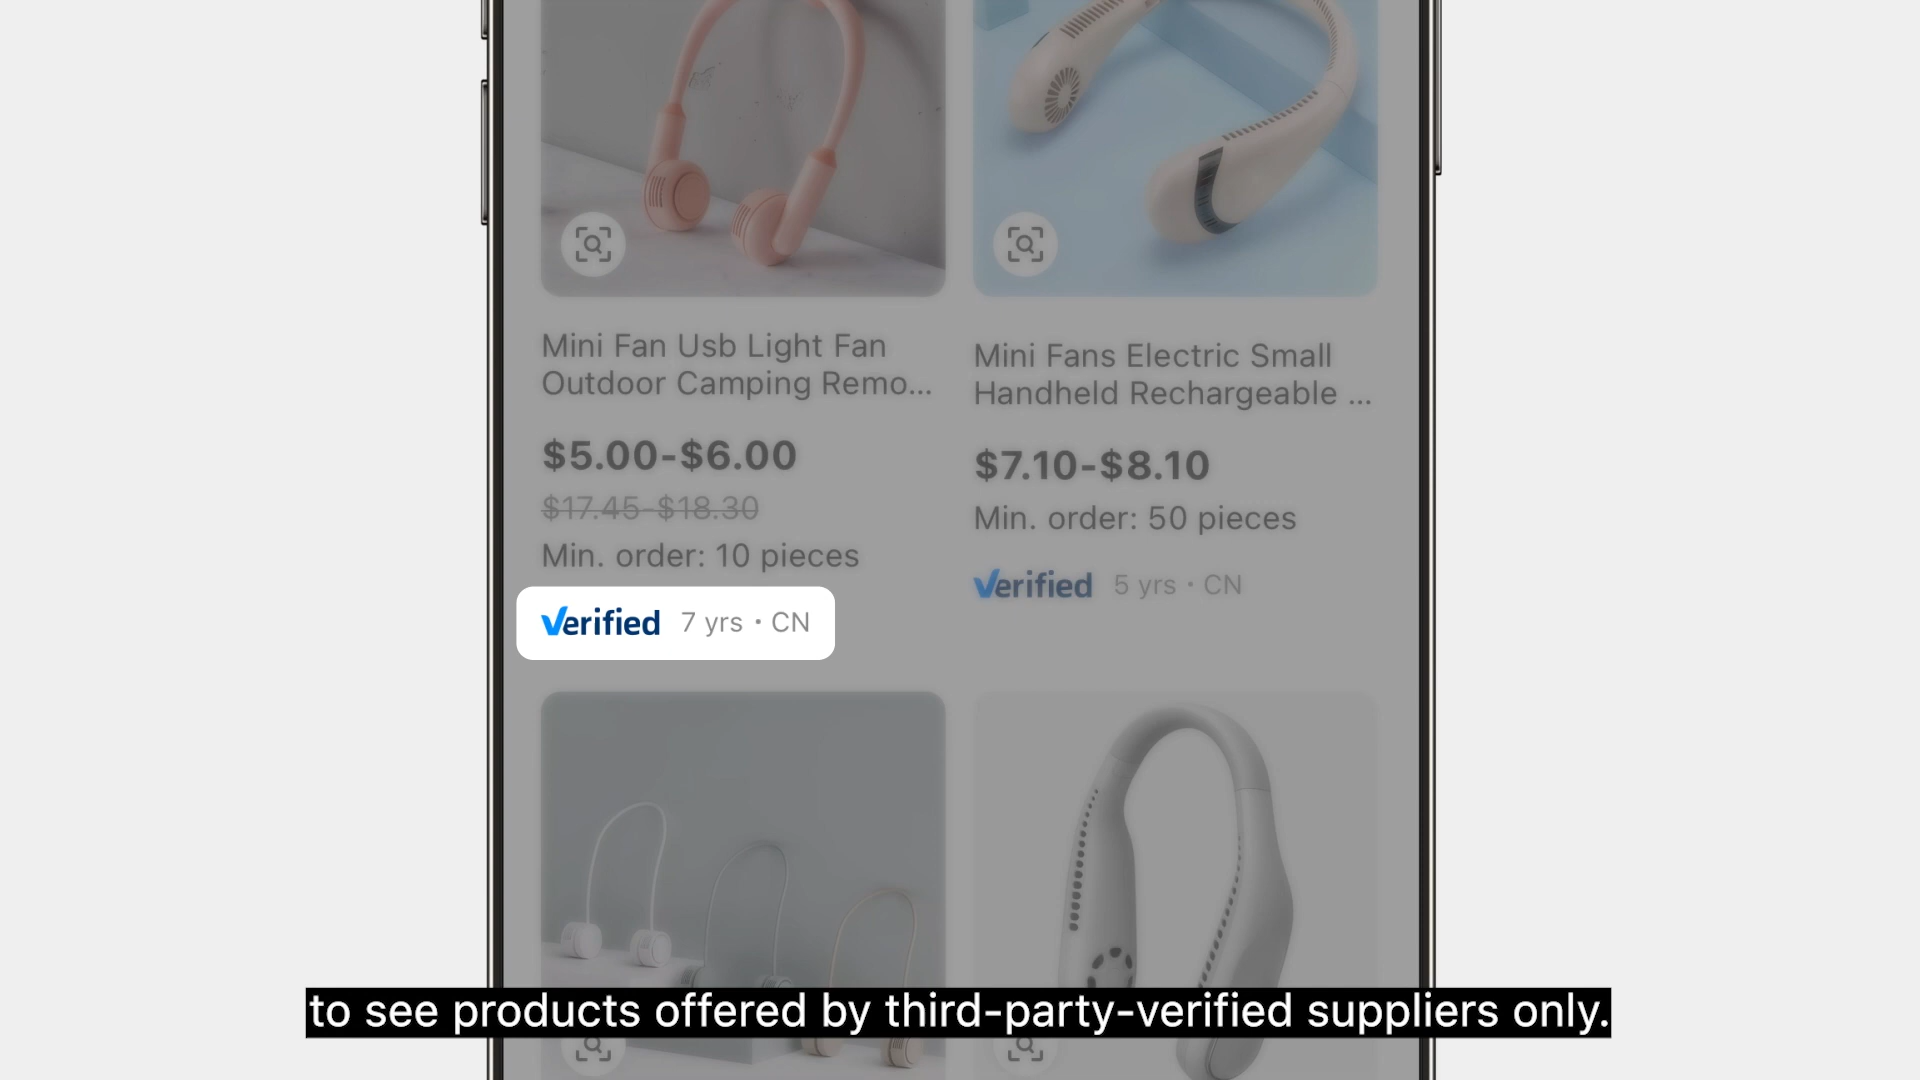 Mini Fan Usb Light Fan
Outdoor Camping Remo...
$5.00-$6.00
$17.45-$18.30
Min. order: 10 pieces
Verified 7 yrs • CN
Mini Fans Electric Small
Handheld Rechargeable ...
$7.10-$8.10
Min. order: 50 pieces
Verified 5 yrs • CN
to see products offered by third-party-verified suppliers only.